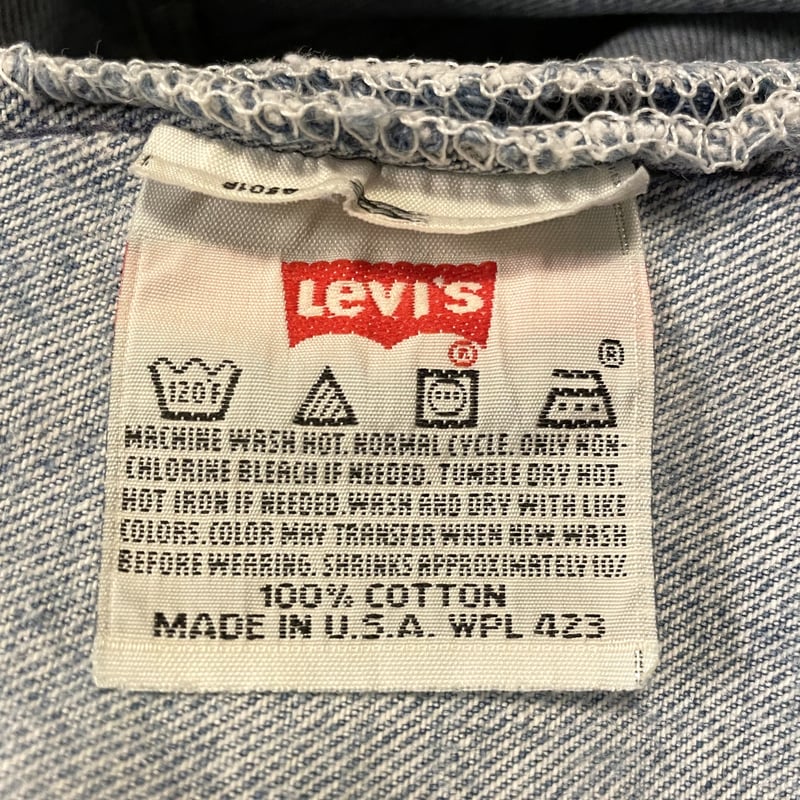 Levi's
®
®
120°F
MACHINE WASH HOT. NORMAL CYCLE. ONLY NON-
CHLORINE BLEACH IF NEEDED. TUMBLE DRY HOT.
HOT IRON IF NEEDED. WASH AND DRY WITH LIKE
COLORS. COLOR MAY TRANSFER WHEN NEW. WASH
BEFORE WEARING. SHRINKS APPROXIMATELY 10%.
100% COTTON
MADE IN U.S.A. WPL 423